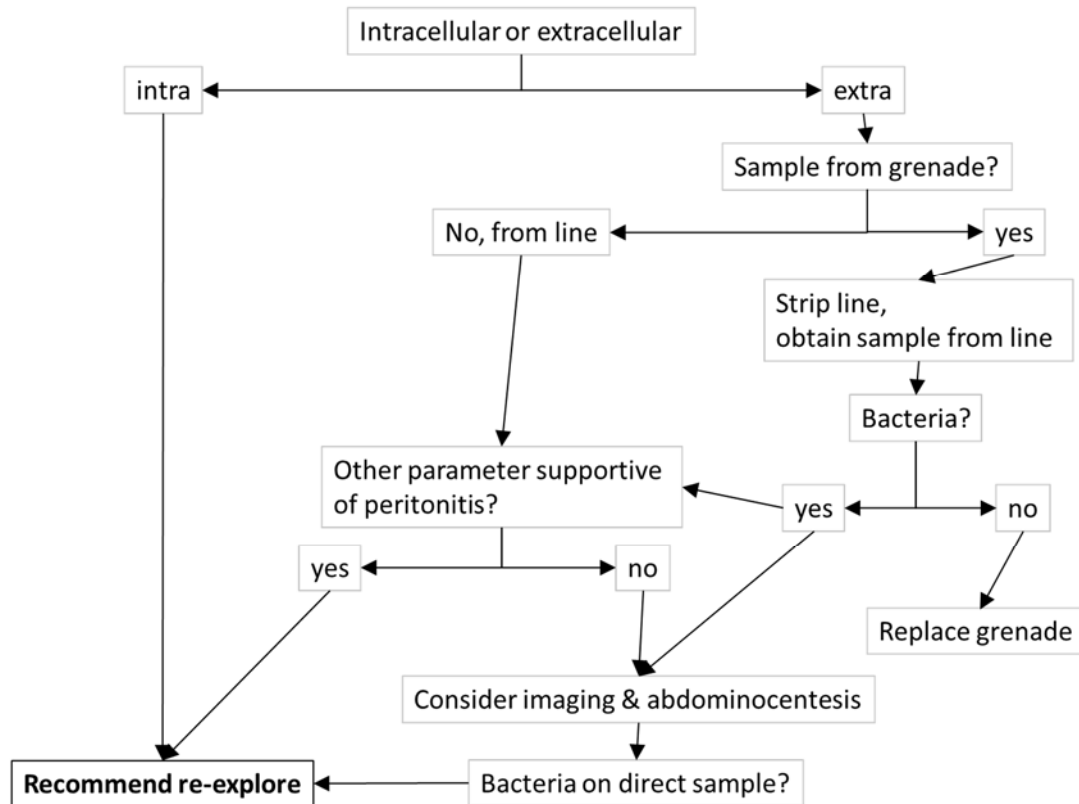 Intracellular or extracellular
intra
extra
Sample from grenade?
No, from line
yes
Strip line,
obtain sample from line
Bacteria?
Other parameter supportive
of peritonitis?
yes
no
yes
no
Replace grenade
Consider imaging & abdominocentesis
Recommend re-explore
Bacteria on direct sample?